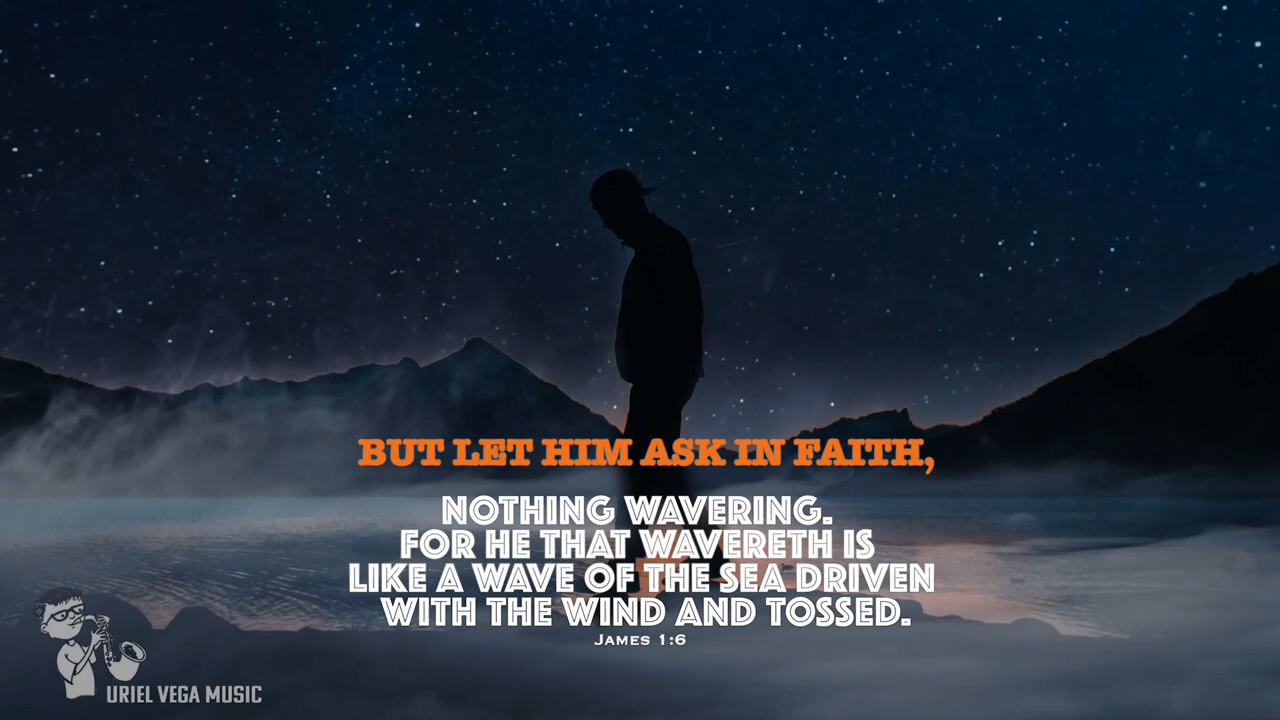 BUT LET HIM ASK IN FAITH,
NOTHING WAVERING.
FOR HE THAT WAVERETH IS
LIKE A WAVE OF THE SEA DRIVEN
WITH THE WIND AND TOSSED.
James 1:6
URIEL VEGA MUSIC